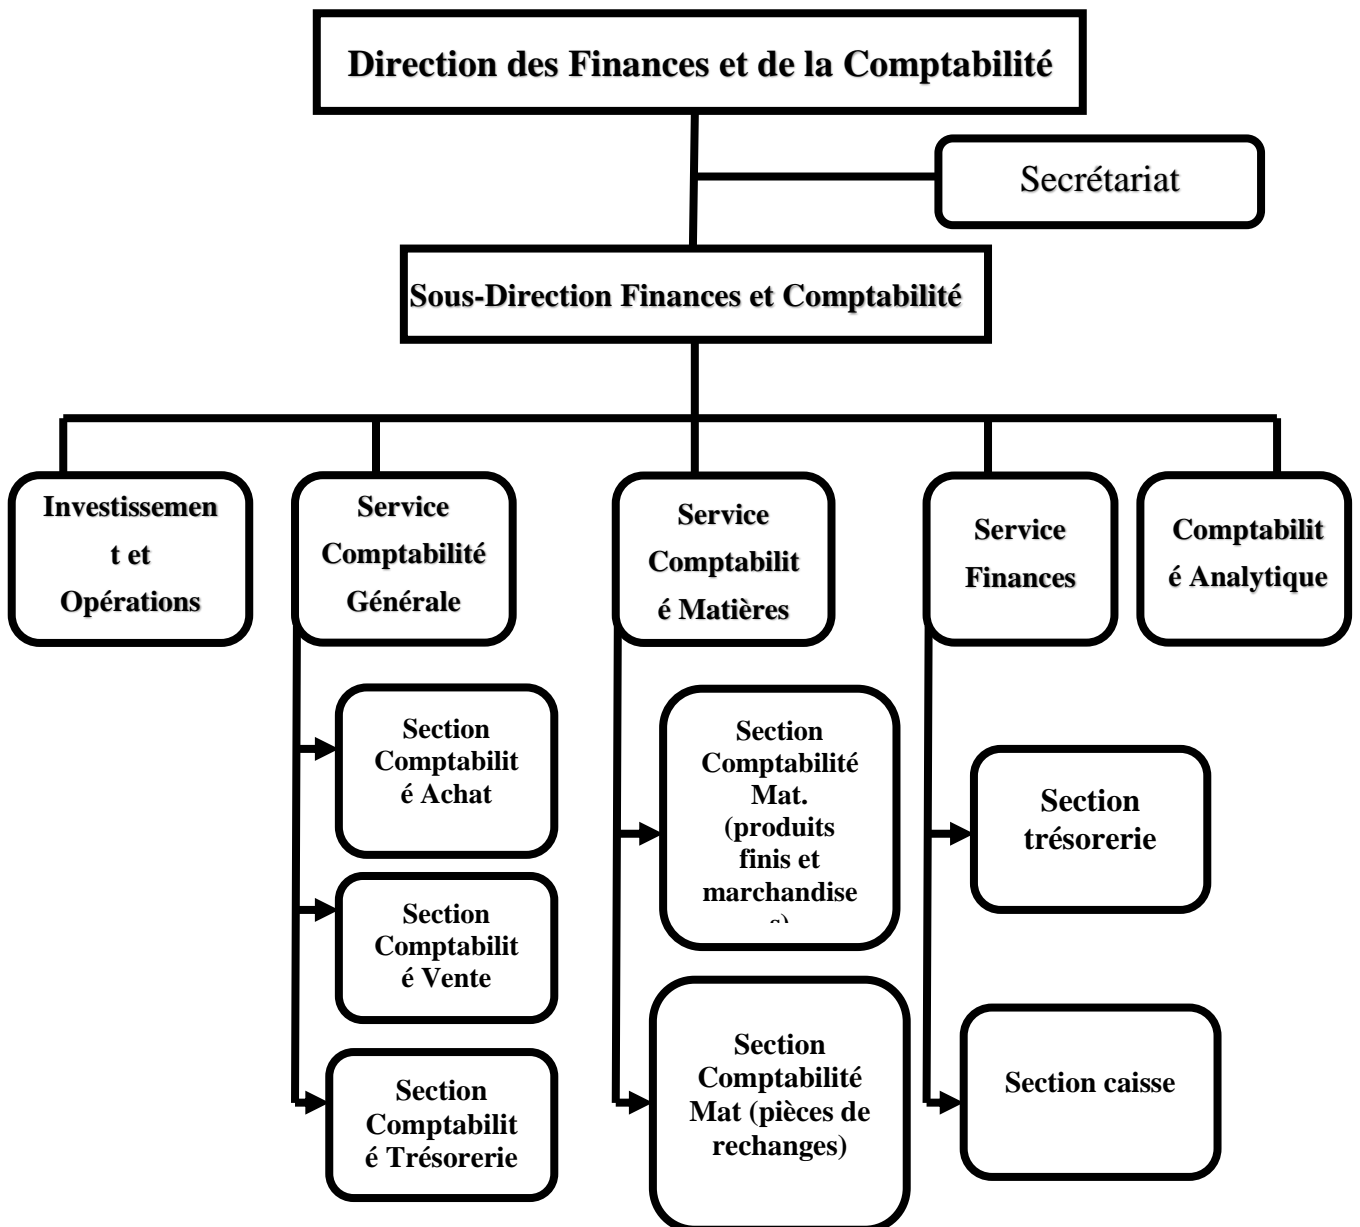 Direction des Finances et de la Comptabilité
Secrétariat
Sous-Direction Finances et Comptabilité
Investissemen
t et
Opérations
Service
Comptabilité
Générale
Service
Comptabilit
é Matières
Service
Finances
Comptabilit
é Analytique
Section
Comptabilit
é Achat
Section
Comptabilit
é Vente
Section
Comptabilit
é Trésorerie
Section
Comptabilité
Mat.
(produits
finis et
marchandise
s)
Section
Comptabilité
Mat (pièces de
rechanges)
Section
trésorerie
Section caisse